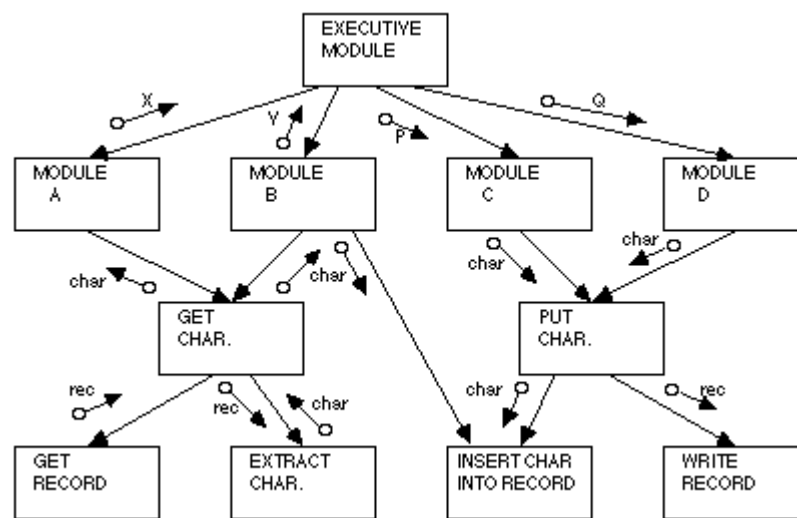 EXECUTIVE
MODULE
X
V
P
Q
MODULE
A
MODULE
B
MODULE
C
MODULE
D
char
char
char
char
GET
CHAR.
PUT
CHAR.
rec
rec
char
char
rec
GET
RECORD
EXTRACT
CHAR.
INSERT CHAR
INTO RECORD
WRITE
RECORD